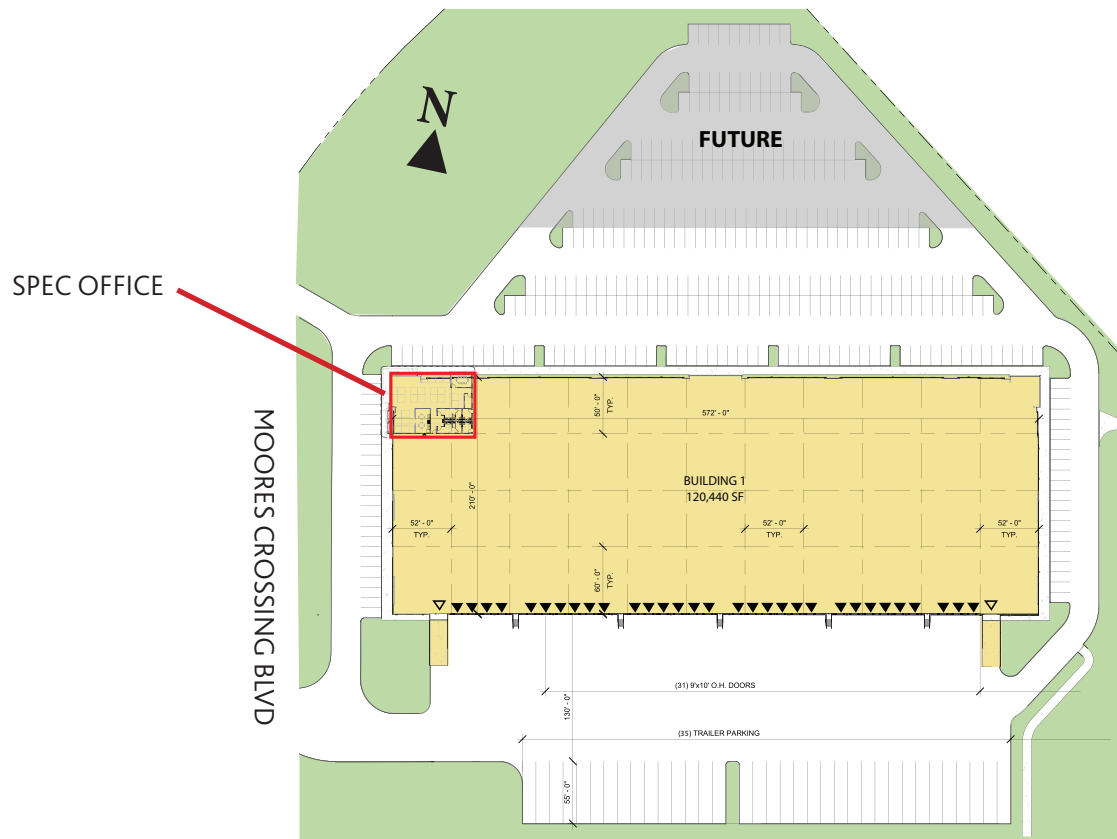 N
FUTURE
SPEC OFFICE
MOORES CROSSING BLVD
50' - 0"
TYP.
572' - 0"
BUILDING 1
120,440 SF
210' - 0"
52' - 0"
TYP.
52' - 0"
TYP.
52' - 0"
TYP.
60' - 0"
TYP.
(31) 9'x10' O.H. DOORS
130' - 0"
(35) TRAILER PARKING
55' - 0"